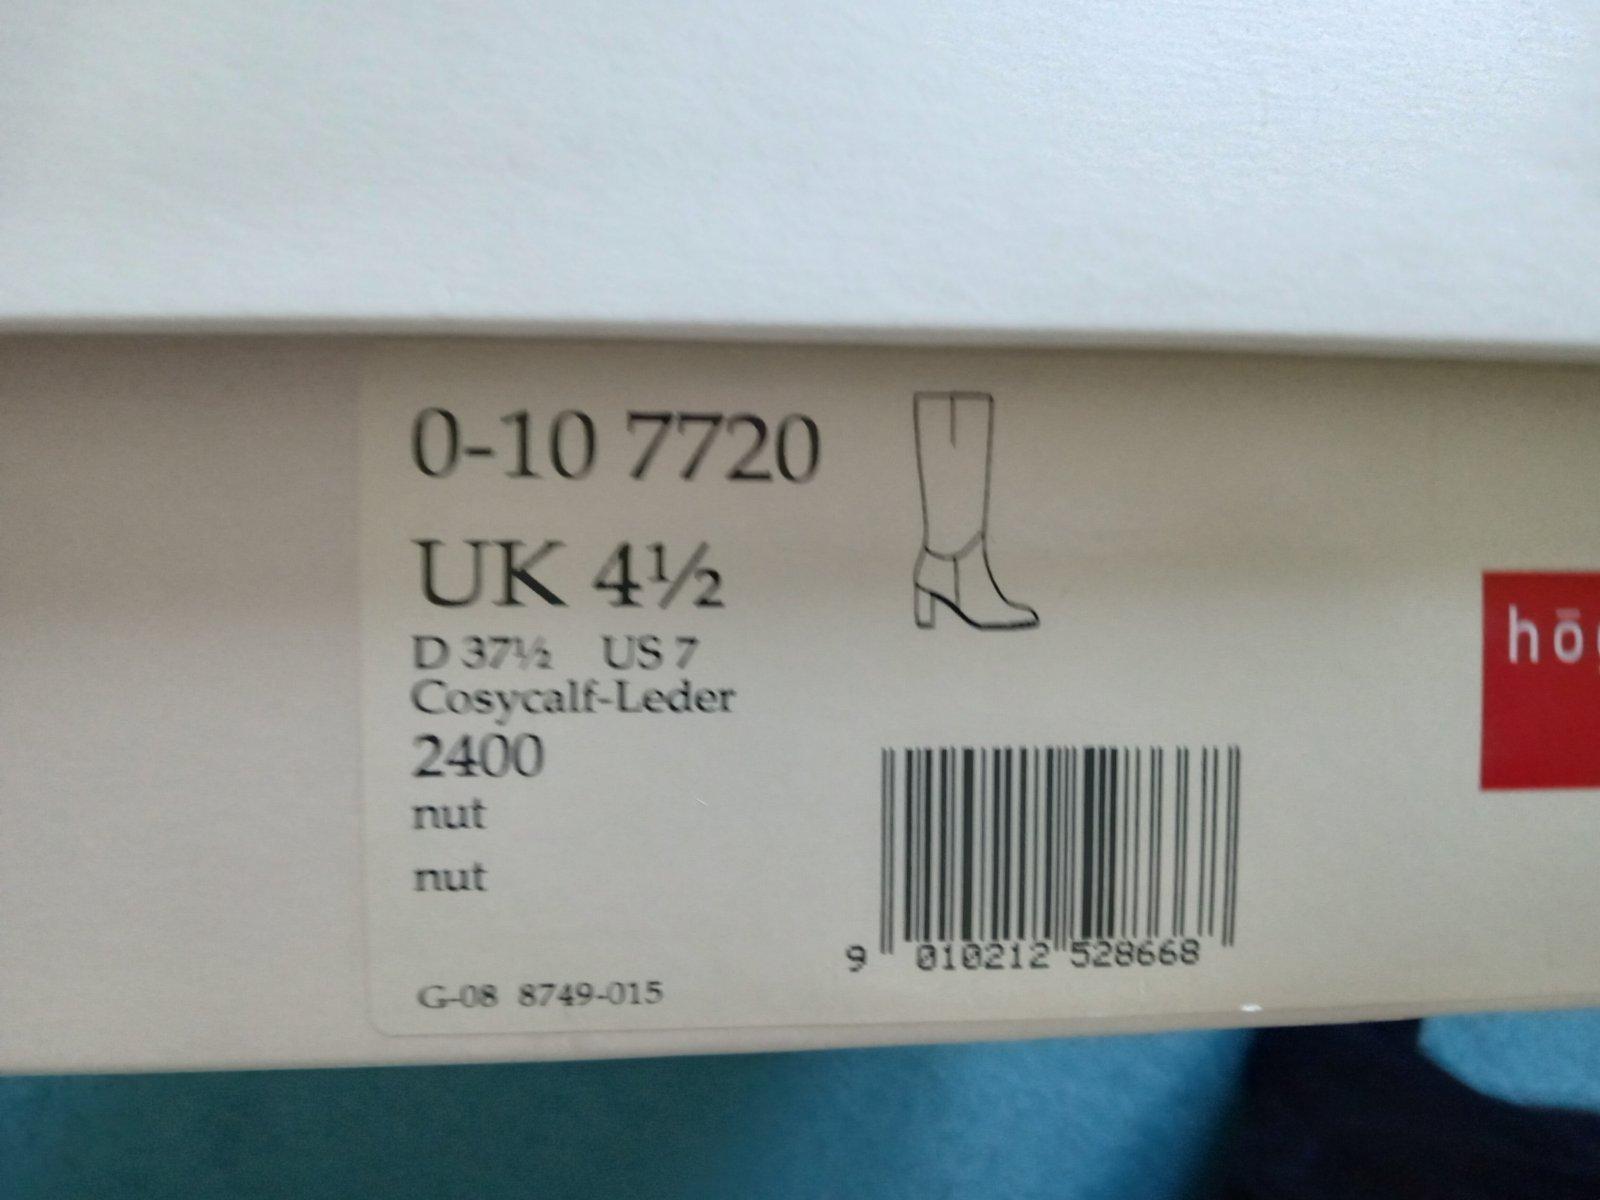 0-10 7720
UK 4½
D 37½ US 7
Cosycalf-Leder
2400
nut
nut
G-08 8749-015
9 010212 528668
hō